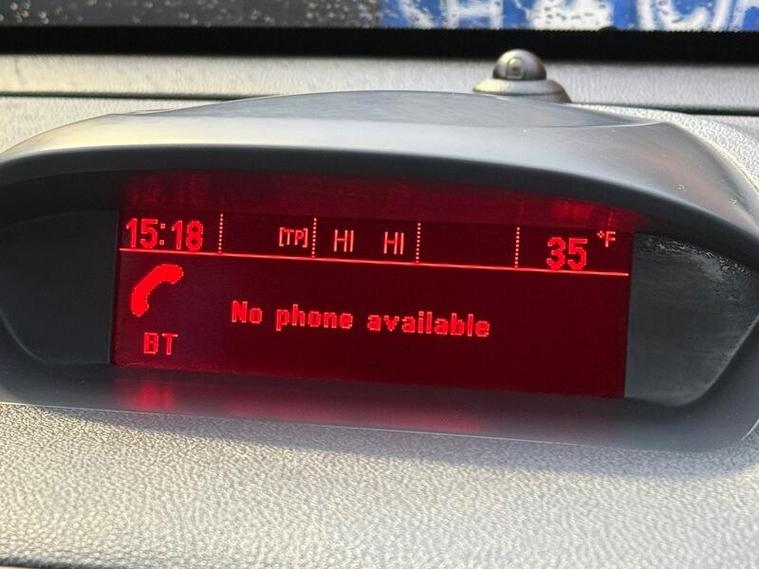 15:18 [TP] HI HI 35 °F
No phone available
BT